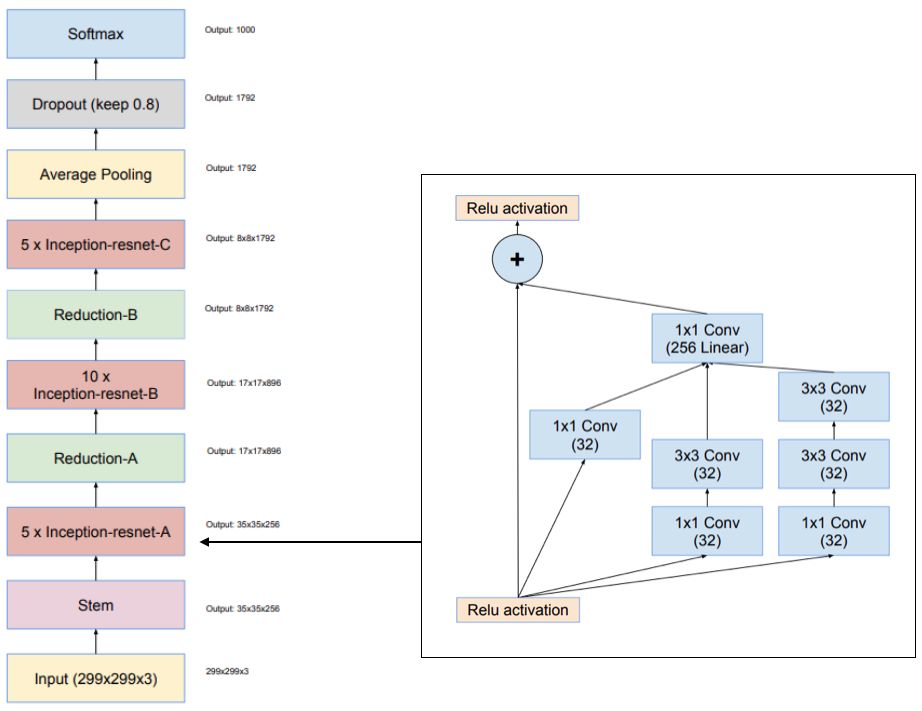 Softmax
Output: 1000
Dropout (keep 0.8)
Output: 1792
Average Pooling
Output: 1792
5 x Inception-resnet-C
Output: 8x8x1792
Reduction-B
Output: 8x8x1792
10 x
Inception-resnet-B
Output: 17x17x896
Reduction-A
Output: 17x17x896
5 x Inception-resnet-A
Output: 35x35x256
Stem
Output: 35x35x256
Input (299x299x3)
299x299x3
Relu activation
+
1x1 Conv
(256 Linear)
1x1 Conv
(32)
3x3 Conv
(32)
3x3 Conv
(32)
3x3 Conv
(32)
1x1 Conv
(32)
1x1 Conv
(32)
Relu activation